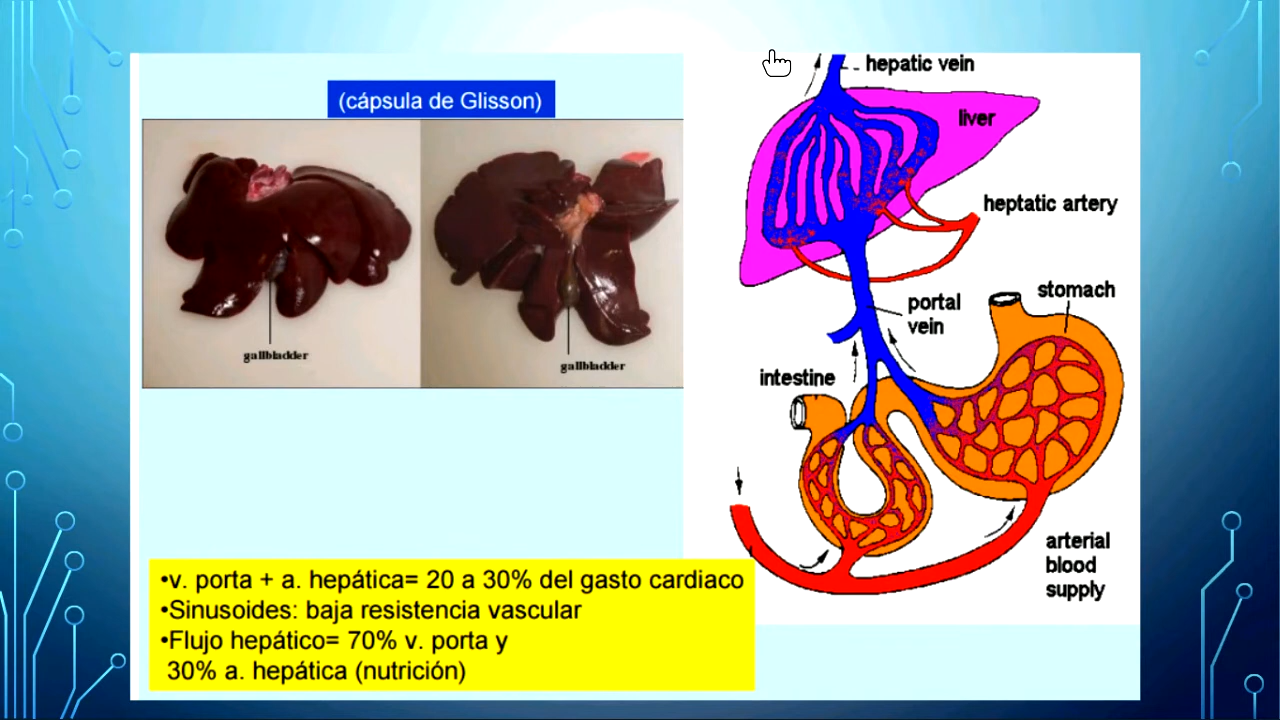 (cápsula de Glisson)
gallbladder
gallbladder
hepatic vein
liver
heptatic artery
portal
vein
stomach
intestine
arterial
blood
supply
•v. porta + a. hepática= 20 a 30% del gasto cardiaco
•Sinusoides: baja resistencia vascular
•Flujo hepático= 70% v. porta y
30% a. hepática (nutrición)